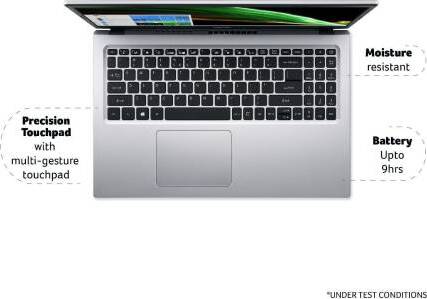 Moisture
resistant
Precision
Touchpad
with
multi-gesture
touchpad
Battery
Upto
9hrs
*UNDER TEST CONDITIONS